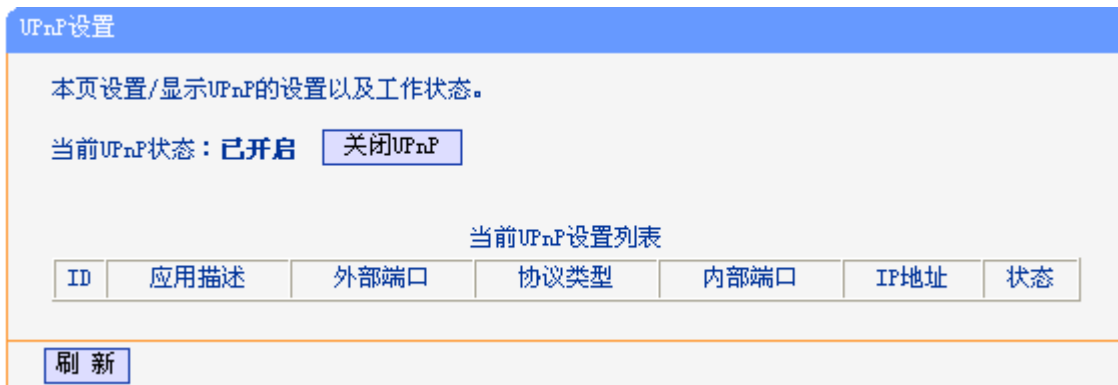 UPnP设置
本页设置/显示UPnP的设置以及工作状态。
当前UPnP状态：已开启 关闭UPnP
当前UPnP设置列表
ID 应用描述 外部端口 协议类型 内部端口 IP地址 状态
刷 新